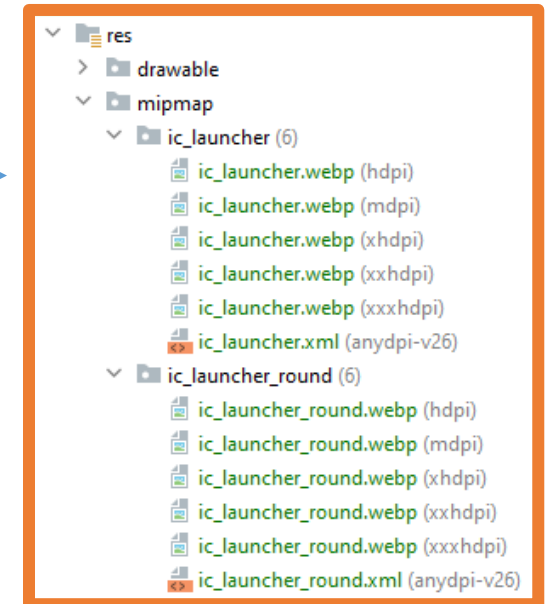 res
drawable
mipmap
ic_launcher (6)
ic_launcher.webp (hdpi)
ic_launcher.webp (mdpi)
ic_launcher.webp (xhdpi)
ic_launcher.webp (xxhdpi)
ic_launcher.webp (xxxhdpi)
ic_launcher.xml (anydpi-v26)
ic_launcher_round (6)
ic_launcher_round.webp (hdpi)
ic_launcher_round.webp (mdpi)
ic_launcher_round.webp (xhdpi)
ic_launcher_round.webp (xxhdpi)
ic_launcher_round.webp (xxxhdpi)
ic_launcher_round.xml (anydpi-v26)